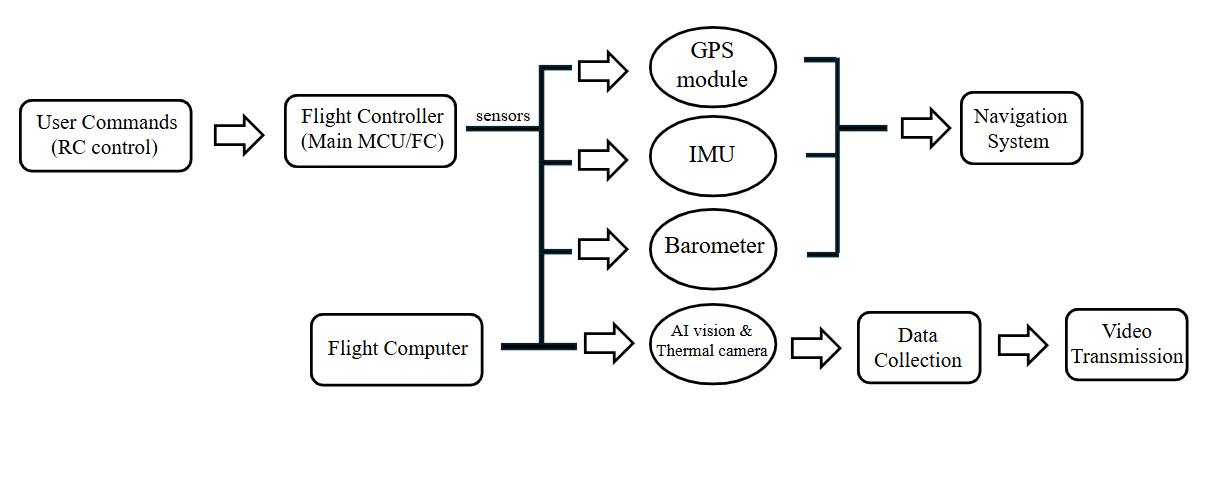 User Commands
(RC control)
Flight Controller
(Main MCU/FC)
sensors
GPS
module
IMU
Barometer
Navigation
System
Flight Computer
AI vision &
Thermal camera
Data
Collection
Video
Transmission